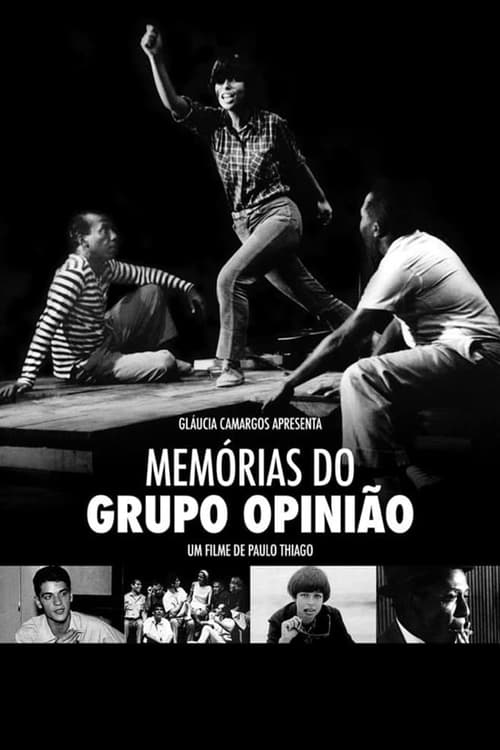 GLÁUCIA CAMARGOS APRESENTA
MEMÓRIAS DO
GRUPO OPINIÃO
UM FILME DE PAULO THIAGO